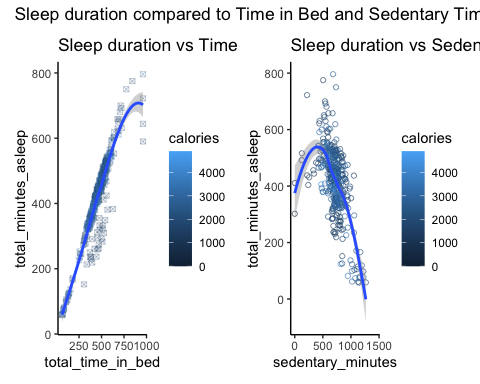 Sleep duration compared to Time in Bed and Sedentary Tim
Sleep duration vs Time
Sleep duration vs Seden
total_minutes_asleep
800
600
400
200
0
250 500 750 1000
total_time_in_bed
calories
4000
3000
2000
1000
0
total_minutes_asleep
800
600
400
200
0
0 500 1000 1500
sedentary_minutes
calories
4000
3000
2000
1000
0